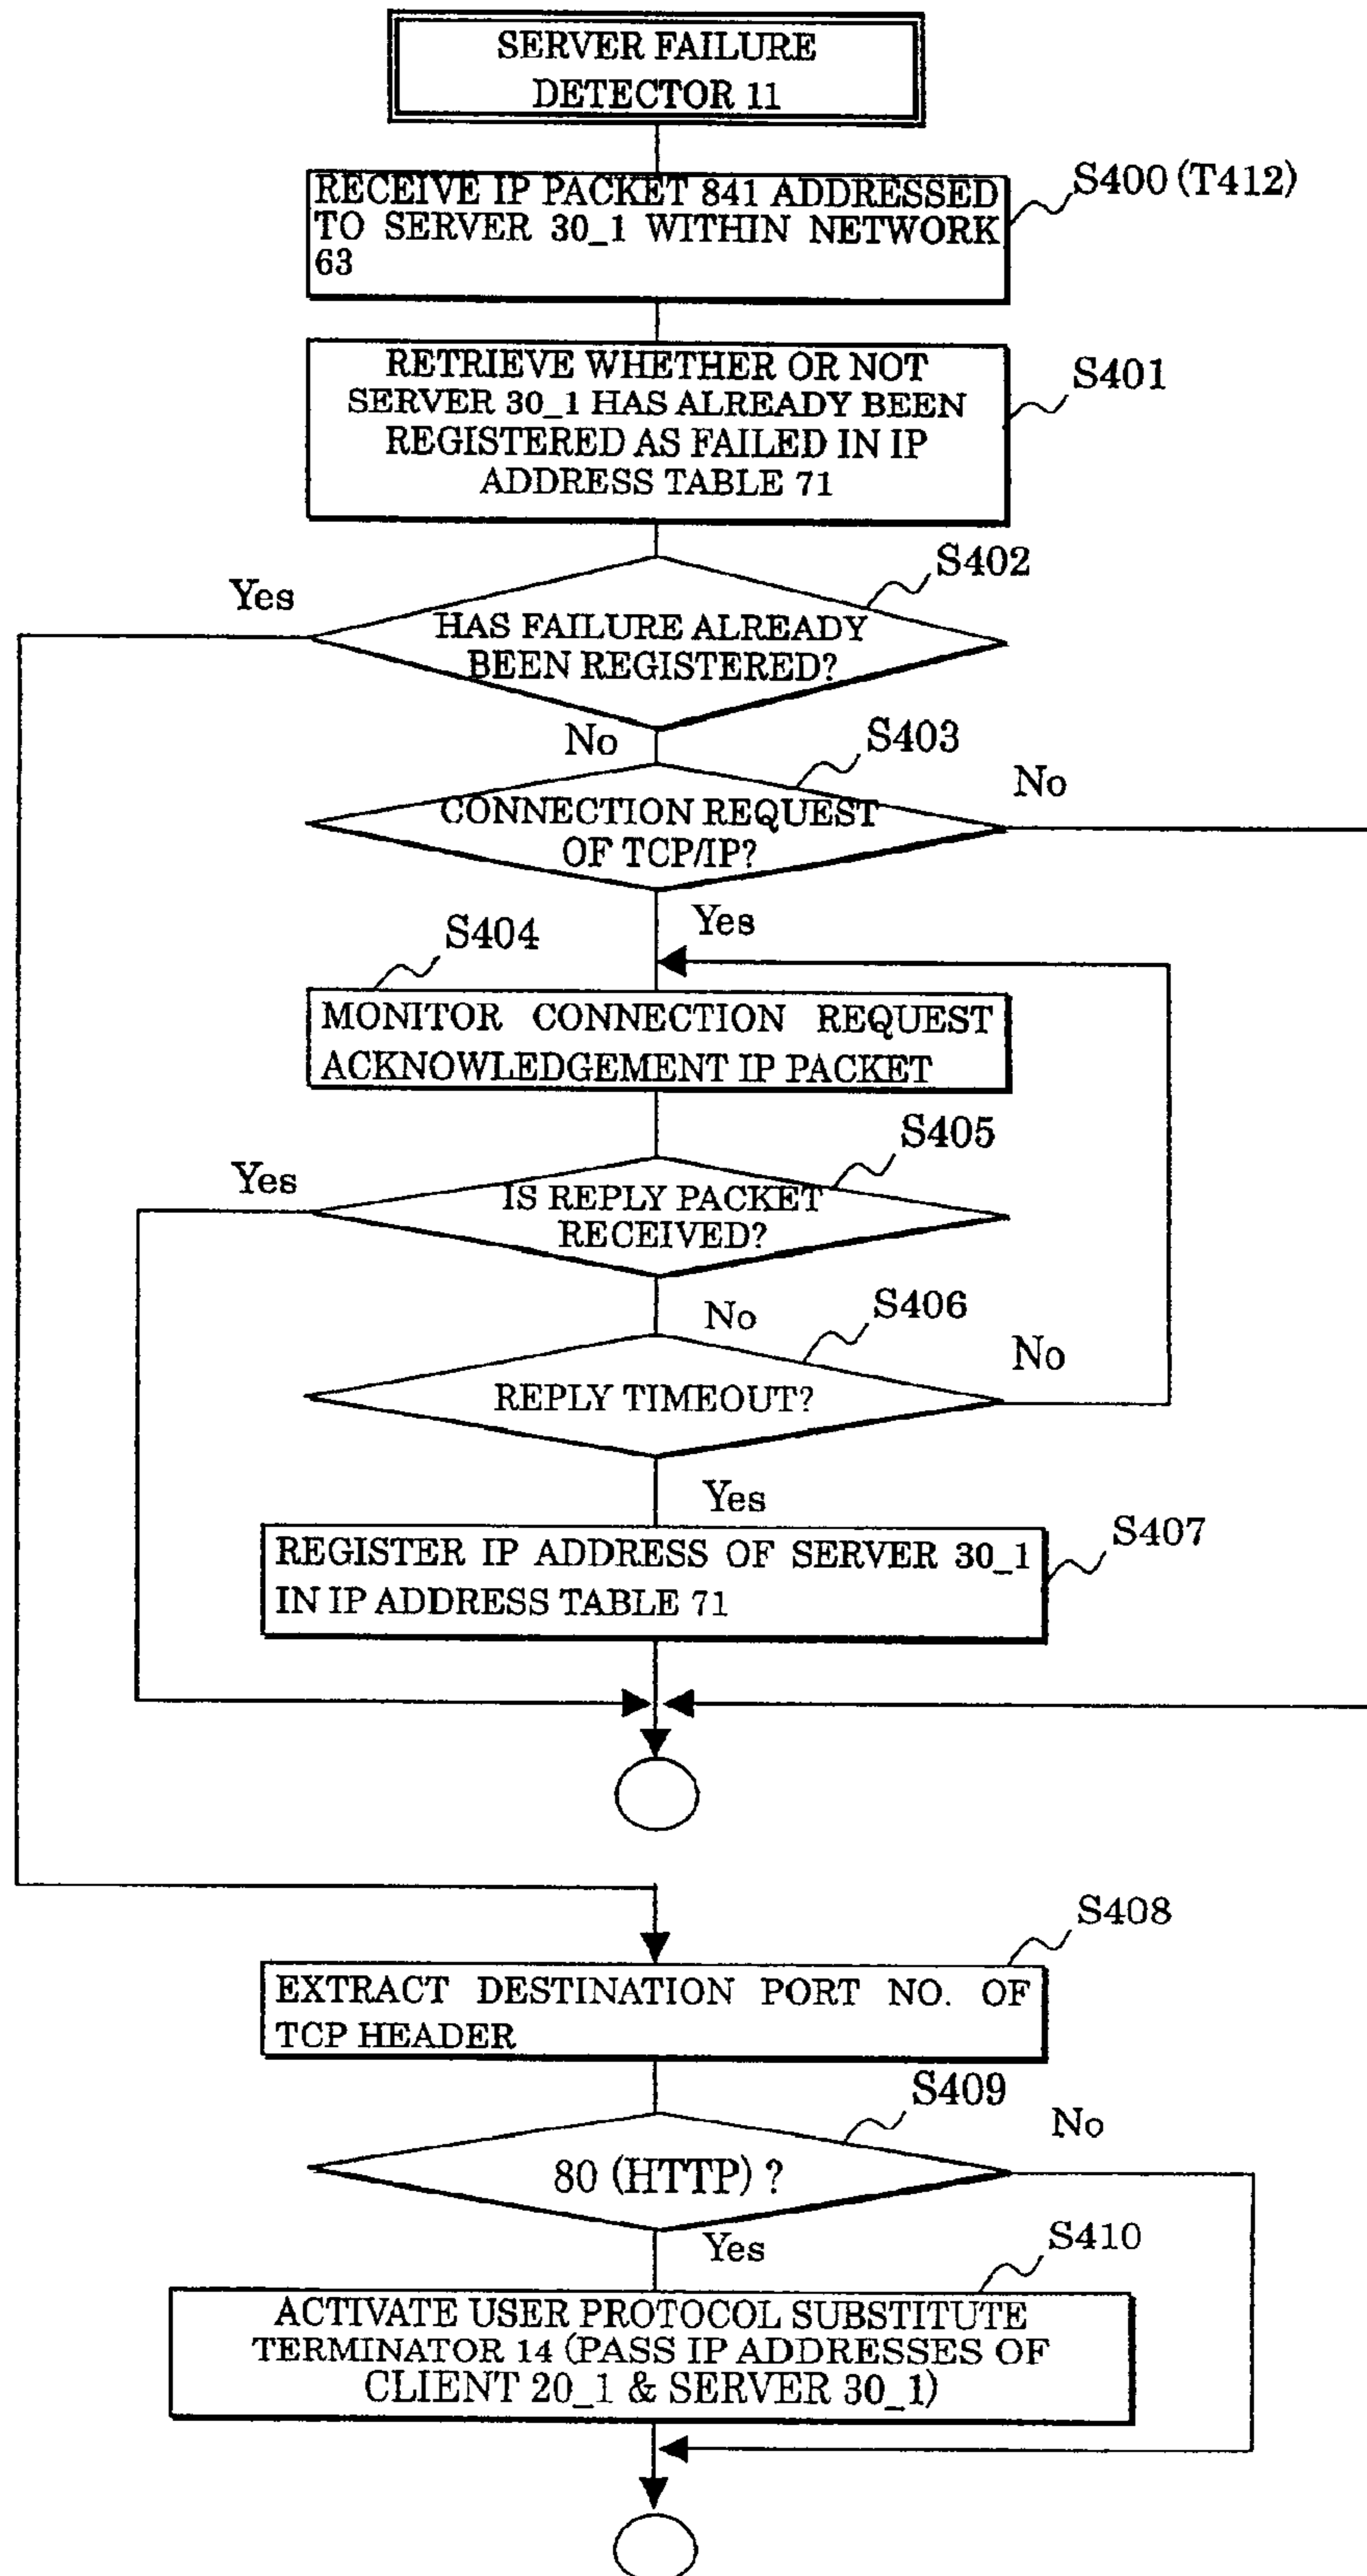 SERVER FAILURE
DETECTOR 11
RECEIVE IP PACKET 841 ADDRESSED
TO SERVER 30_1 WITHIN NETWORK
63
S400 (T412)
RETRIEVE WHETHER OR NOT
SERVER 30_1 HAS ALREADY BEEN
REGISTERED AS FAILED IN IP
ADDRESS TABLE 71
S401
S402
Yes
HAS FAILURE ALREADY
BEEN REGISTERED?
No
S403
No
CONNECTION REQUEST
OF TCP/IP?
Yes
S404
MONITOR CONNECTION REQUEST
ACKNOWLEDGEMENT IP PACKET
S405
Yes
IS REPLY PACKET
RECEIVED?
No
S406
No
REPLY TIMEOUT?
Yes
S407
REGISTER IP ADDRESS OF SERVER 30_1
IN IP ADDRESS TABLE 71
S408
EXTRACT DESTINATION PORT NO. OF
TCP HEADER
S409
No
80 (HTTP) ?
Yes
S410
ACTIVATE USER PROTOCOL SUBSTITUTE
TERMINATOR 14 (PASS IP ADDRESSES OF
CLIENT 20_1 & SERVER 30_1)